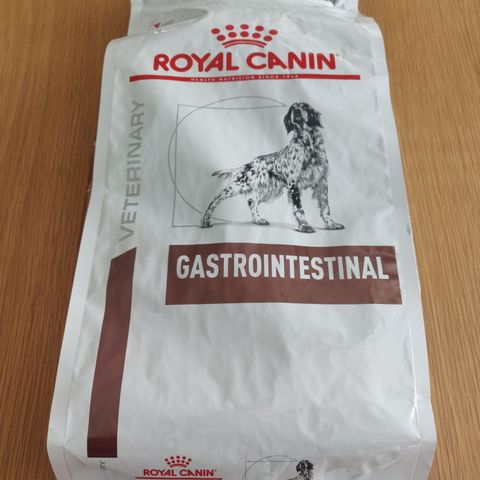 ROYAL CANIN
HEALTH NUTRITION SINCE 1968
VETERINARY
GASTROINTESTINAL
ROYAL CANIN